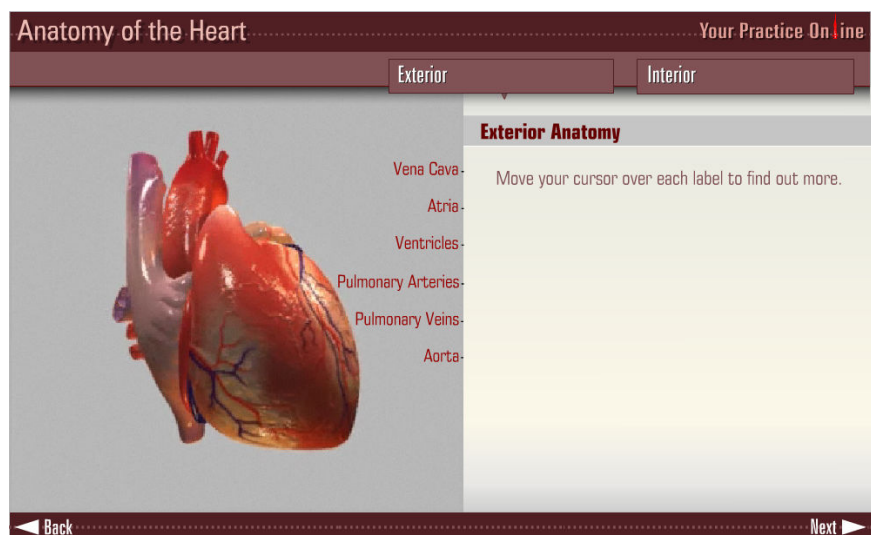 Anatomy of the Heart
Your Practice Online
Exterior
Interior
Exterior Anatomy
Move your cursor over each label to find out more.
Vena Cava
Atria
Ventricles
Pulmonary Arteries
Pulmonary Veins
Aorta
Back
Next